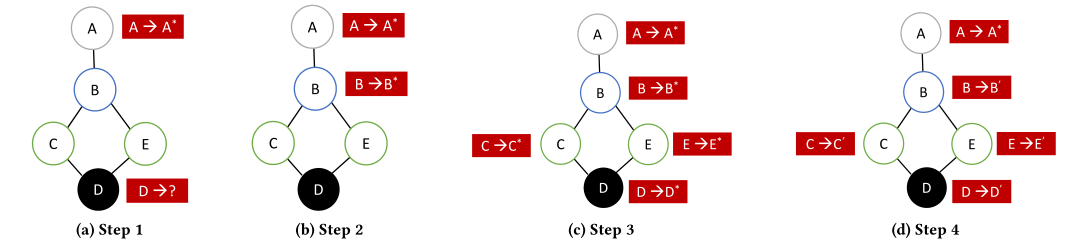 A
A → A*
B
C
E
D
D → ?
(a) Step 1
A
A → A*
B
B → B*
C
E
D
(b) Step 2
A
A → A*
B
B → B*
C → C*
C
E
E → E*
D
D → D*
(c) Step 3
A
A → A*
B
B → B′
C → C′
C
E
E → E′
D
D → D′
(d) Step 4